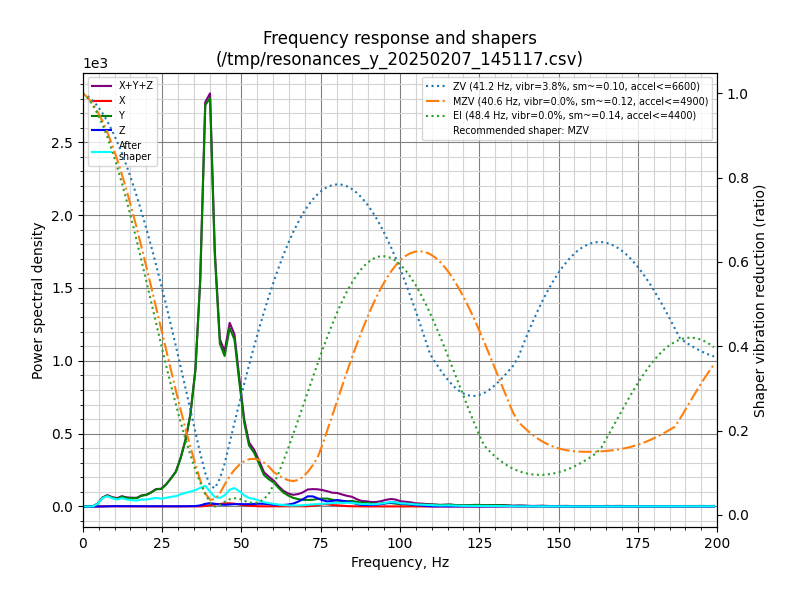 Frequency response and shapers
(/tmp/resonances_y_20250207_145117.csv)
1e3
X+Y+Z
X
Y
Z
After
shaper
ZV (41.2 Hz, vibr=3.8%, sm~=0.10, accel<=6600)
MZV (40.6 Hz, vibr=0.0%, sm~=0.12, accel<=4900)
EI (48.4 Hz, vibr=0.0%, sm~=0.14, accel<=4400)
Recommended shaper: MZV
2.5
2.0
1.5
1.0
0.5
0.0
Power spectral density
1.0
0.8
0.6
0.4
0.2
0.0
Shaper vibration reduction (ratio)
0 25 50 75 100 125 150 175 200
Frequency, Hz